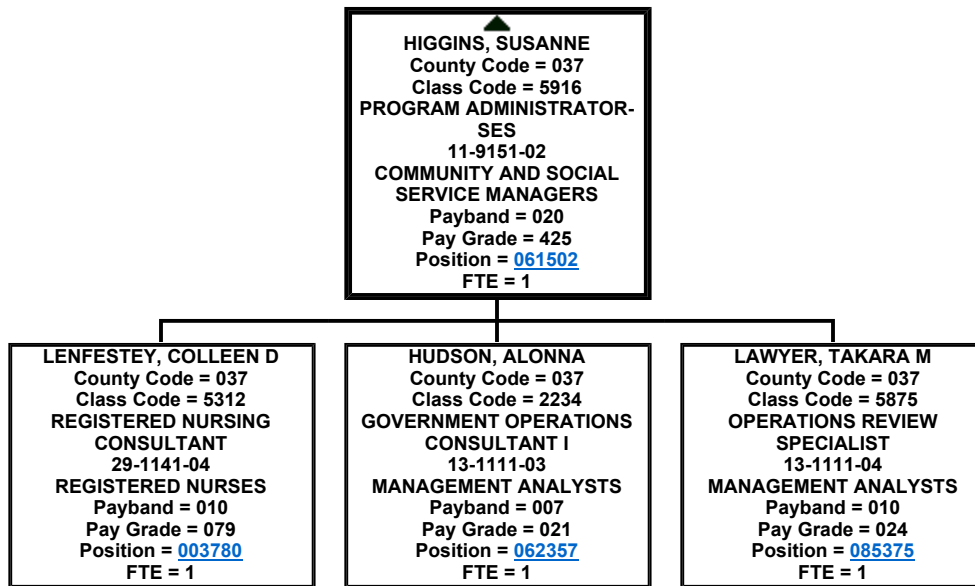 HIGGINS, SUSANNE
County Code = 037
Class Code = 5916
PROGRAM ADMINISTRATOR-
SES
11-9151-02
COMMUNITY AND SOCIAL
SERVICE MANAGERS
Payband = 020
Pay Grade = 425
Position = 061502
FTE = 1
LENFESTEY, COLLEEN D
County Code = 037
Class Code = 5312
REGISTERED NURSING
CONSULTANT
29-1141-04
REGISTERED NURSES
Payband = 010
Pay Grade = 079
Position = 003780
FTE = 1
HUDSON, ALONNA
County Code = 037
Class Code = 2234
GOVERNMENT OPERATIONS
CONSULTANT I
13-1111-03
MANAGEMENT ANALYSTS
Payband = 007
Pay Grade = 021
Position = 062357
FTE = 1
LAWYER, TAKARA M
County Code = 037
Class Code = 5875
OPERATIONS REVIEW
SPECIALIST
13-1111-04
MANAGEMENT ANALYSTS
Payband = 010
Pay Grade = 024
Position = 085375
FTE = 1